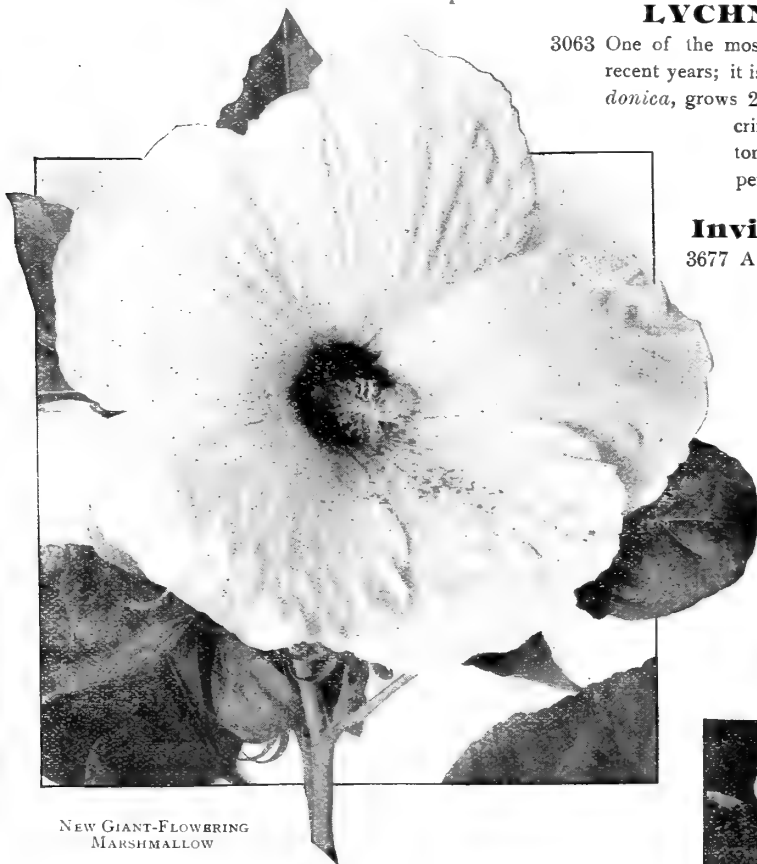 LYCHN
3063 One of the mos
recent years; it is
donica, grows 2
cri
tor
pe
Invi
3677 A
NEW GIANT-FLOWERING
MARSHMALLOW